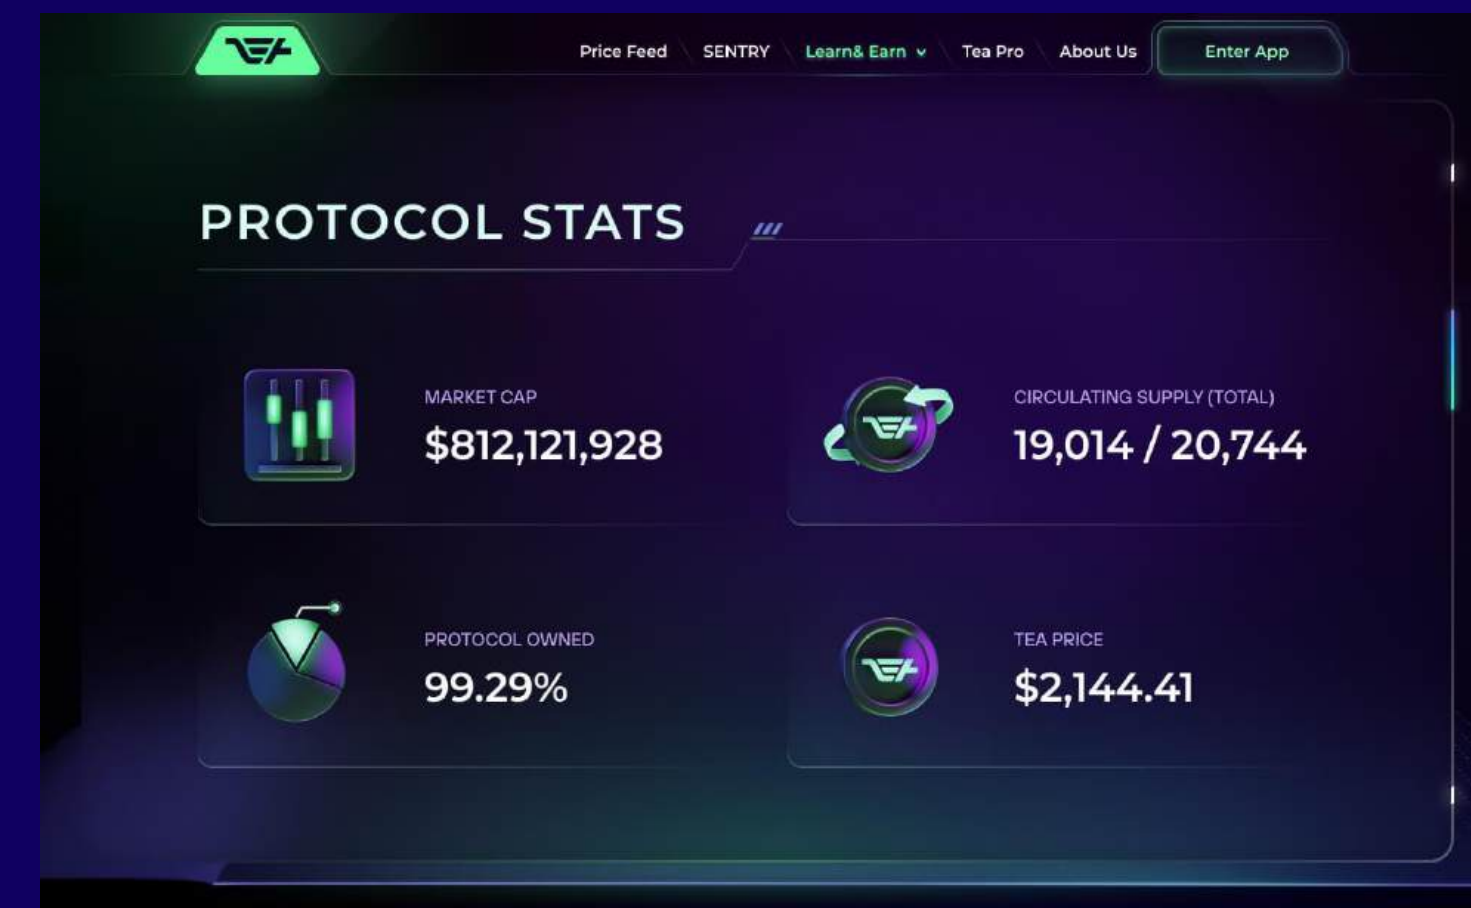 TEA
Price Feed SENTRY Learn& Earn Tea Pro About Us Enter App
PROTOCOL STATS
MARKET CAP
$812,121,928
CIRCULATING SUPPLY (TOTAL)
19,014 / 20,744
PROTOCOL OWNED
99.29%
TEA PRICE
$2,144.41